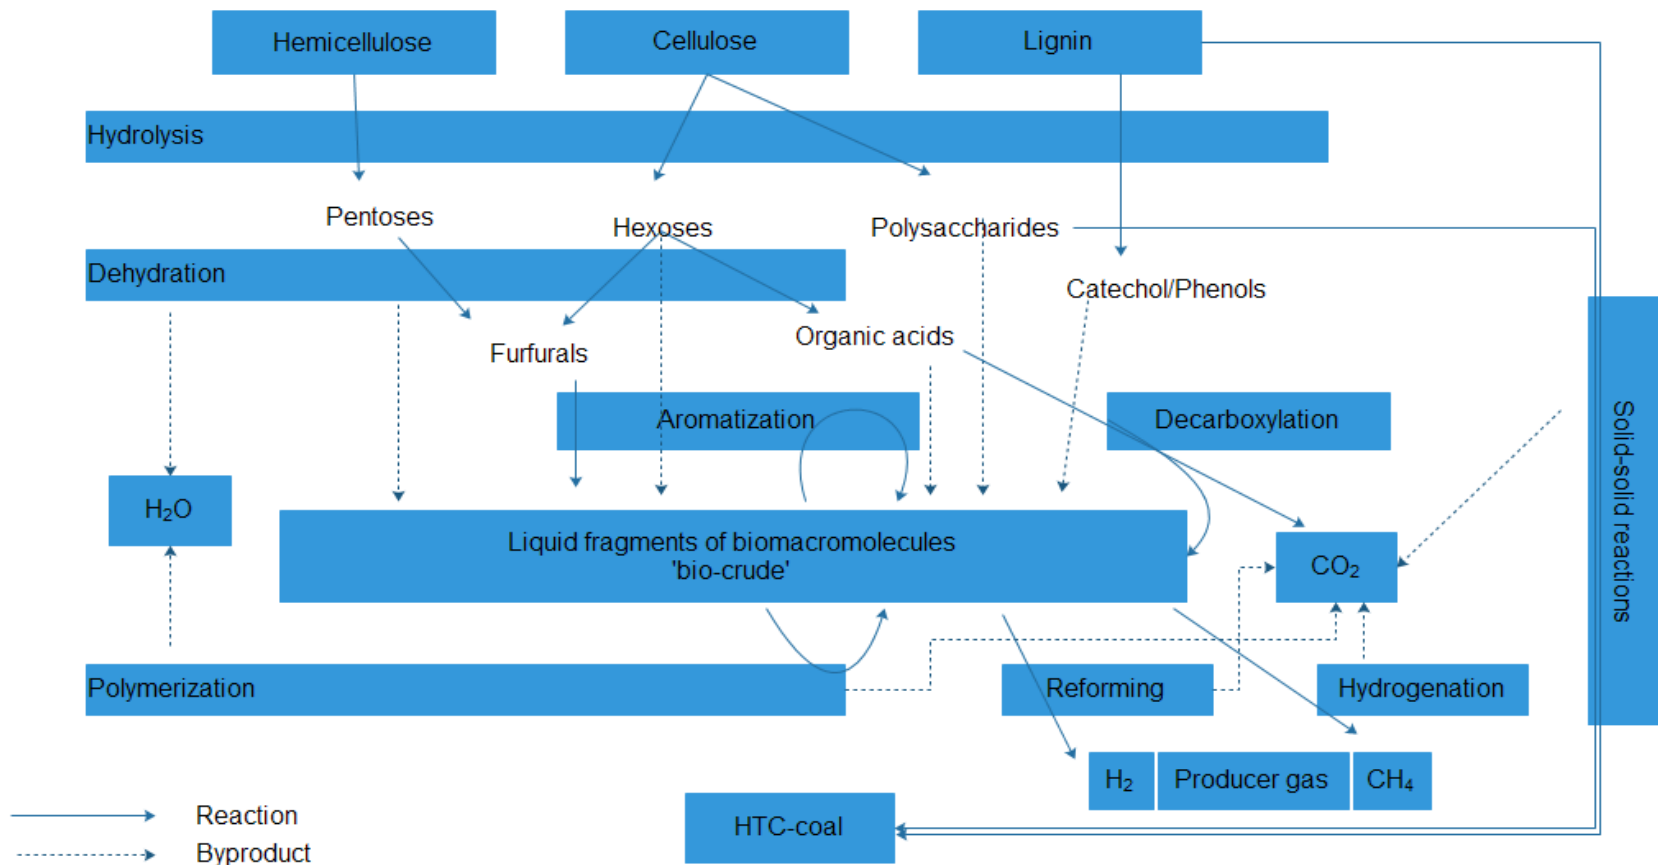 Hemicellulose
Cellulose
Lignin
Hydrolysis
Pentoses
Hexoses
Polysaccharides
Dehydration
Catechol/Phenols
Organic acids
Furfurals
Aromatization
Decarboxylation
Solid-solid reactions
H₂O
Liquid fragments of biomacromolecules
'bio-crude'
CO₂
Polymerization
Reforming
Hydrogenation
H₂
Producer gas
CH₄
HTC-coal
Reaction
Byproduct